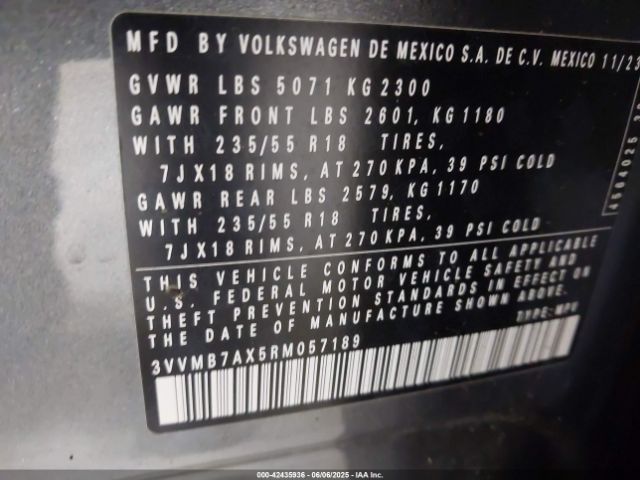 MFD BY VOLKSWAGEN DE MEXICO S.A. DE C.V. MEXICO 11/23
GVWR LBS 5071 KG 2300
GAWR FRONT LBS 2601, KG 1180
WITH 235/55 R18 TIRES,
7JX18 RIMS, AT 270 KPA, 39 PSI COLD
GAWR REAR LBS 2579, KG 1170
WITH 235/55 R18 TIRES,
7JX18 RIMS, AT 270 KPA, 39 PSI COLD
THIS VEHICLE CONFORMS TO ALL APPLICABLE
U.S. FEDERAL MOTOR VEHICLE SAFETY AND
THEFT PREVENTION STANDARDS IN EFFECT ON
THE DATE OF MANUFACTURE SHOWN ABOVE.
3VVMB7AX5RM057189
TYPE: MPV
000-42435936 | 06/06/2025 | IAA Inc.